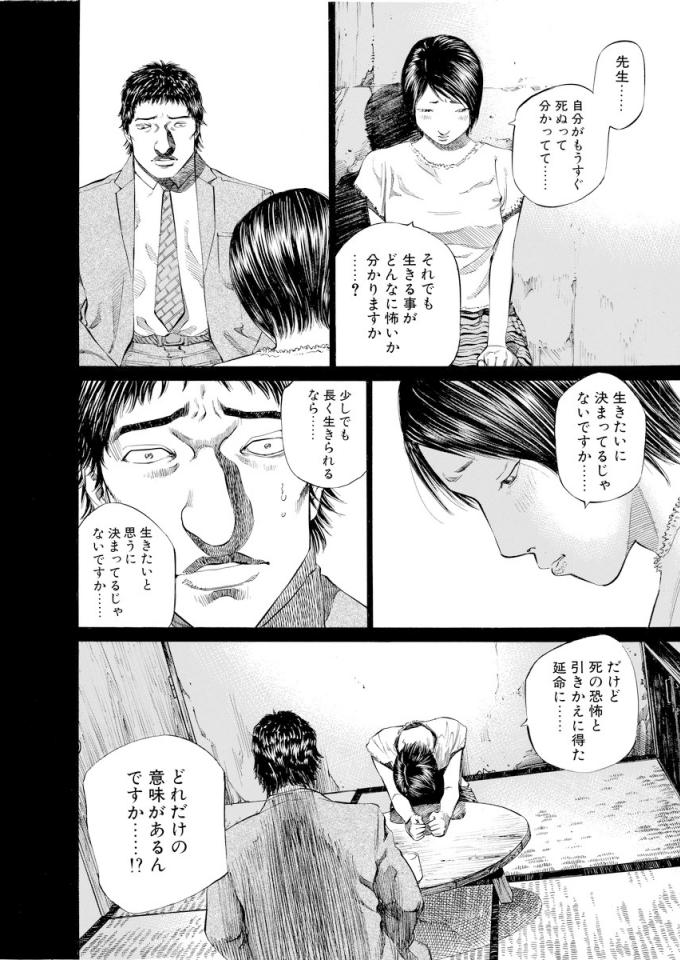 先生……
自分がもうすぐ
死ぬって
分かってて……
それでも
生きる事が
どんなに怖いか
分かりますか
……?
生きたいに
決まってるじゃ
ないですか……
少しでも
長く生きられる
なら……
生きたいと
思うに
決まってるじゃ
ないですか……
だけど
死の恐怖と
引きかえに得た
延命に……
どれだけの
意味があるん
ですか……!?